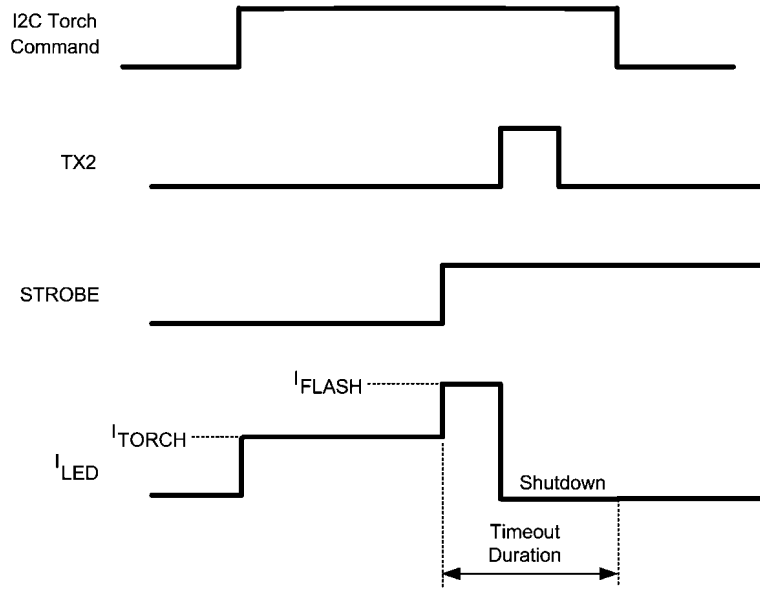 I2C Torch
Command
TX2
STROBE
IFLASH
ITORCH
ILED
Shutdown
Timeout
Duration